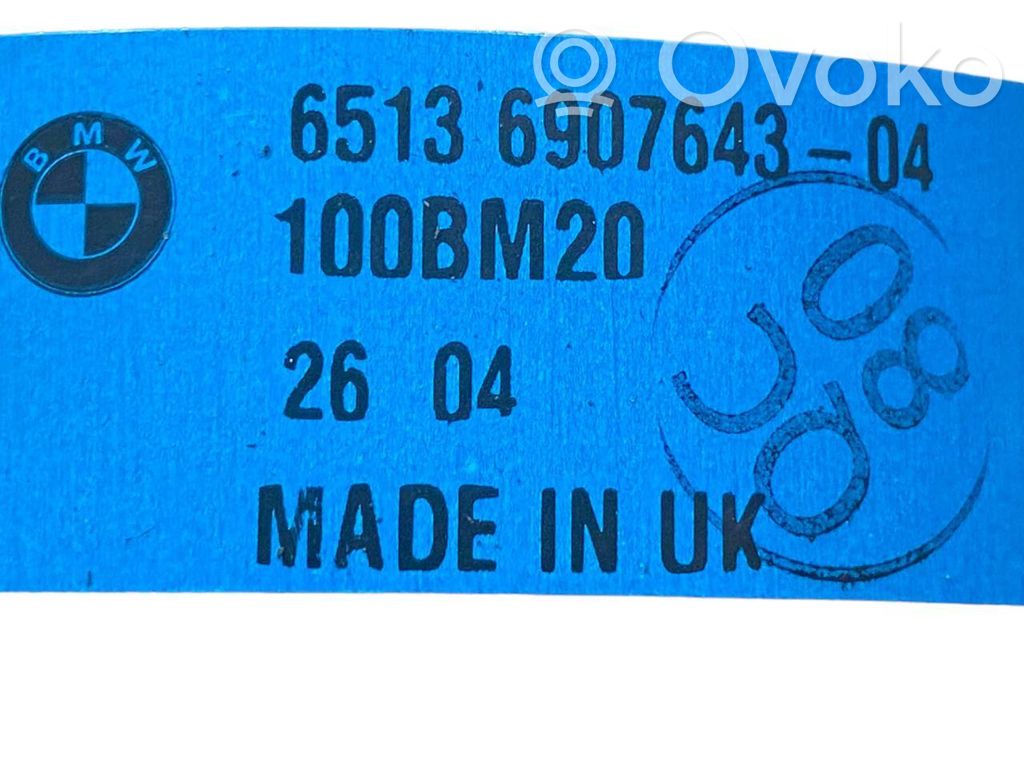 Ovoko
BMW
6513 6907643-04
100BM20
26 04
MADE IN UK